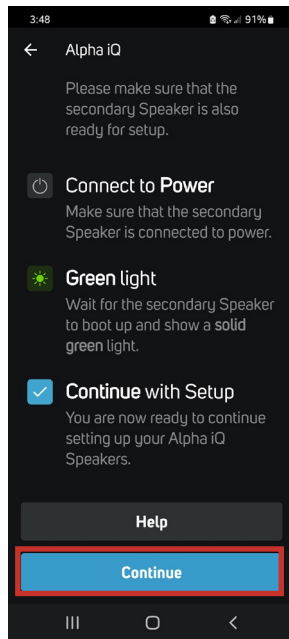 3:48
91%
Alpha iQ
Please make sure that the
secondary Speaker is also
ready for setup.
Connect to Power
Make sure that the secondary
Speaker is connected to power.
Green light
Wait for the secondary Speaker
to boot up and show a solid
green light.
Continue with Setup
You are now ready to continue
setting up your Alpha iQ
Speakers.
Help
Continue